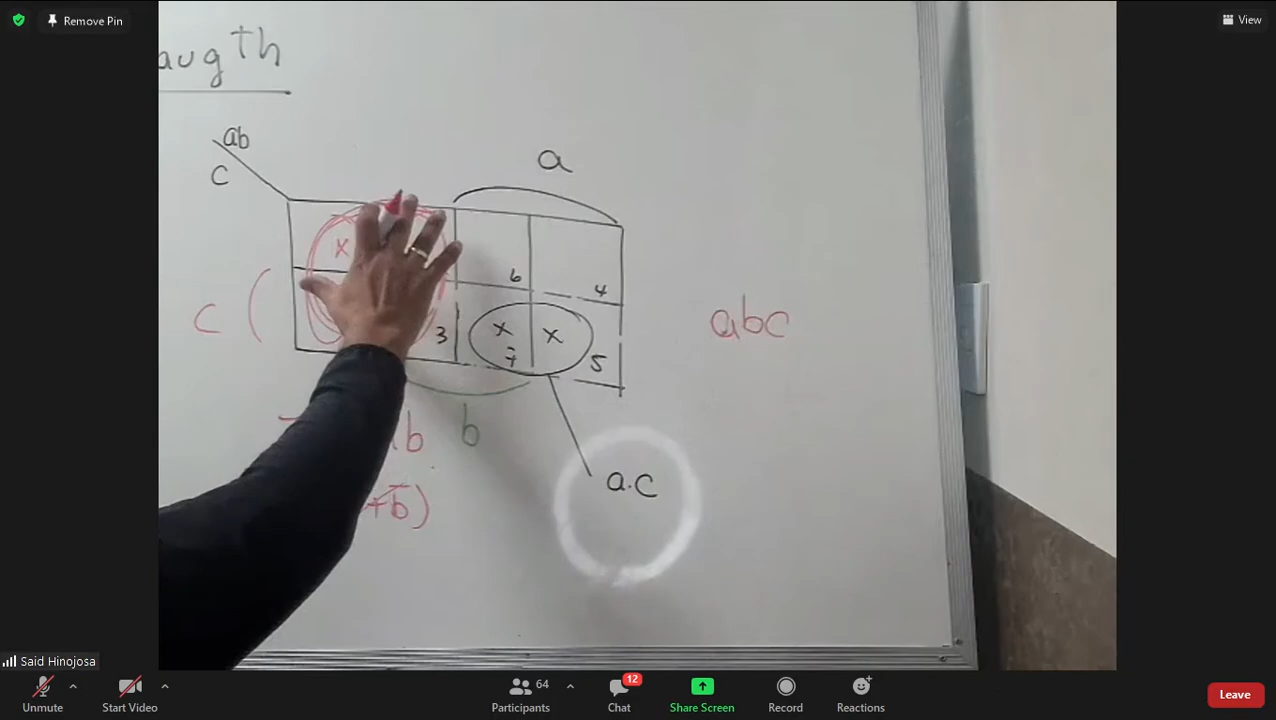 Remove Pin
View
augth
ab
c
a
x
6
4
c (
3
x
x
7
5
abc
b
b
a.c
+b̅)
Said Hinojosa
64
12
Unmute
Start Video
Participants
Chat
Share Screen
Record
Reactions
Leave